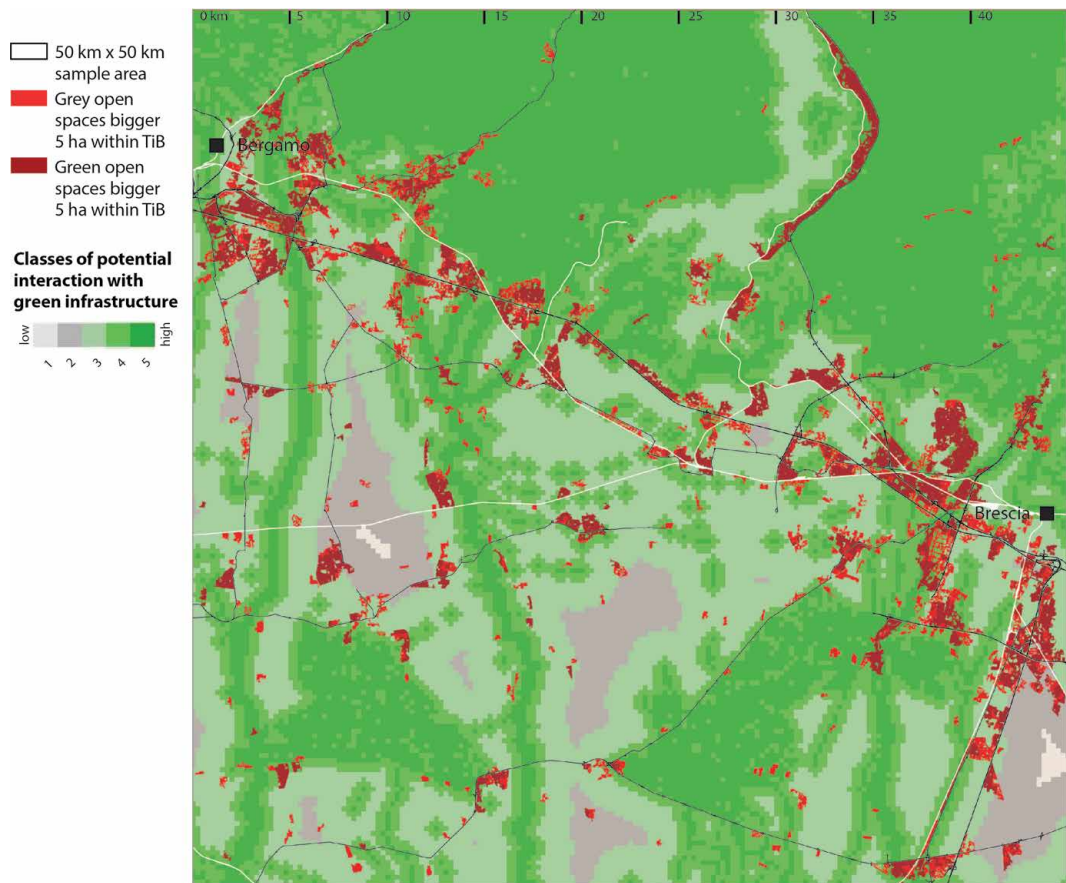 0 km 5 10 15 20 25 30 35 40
50 km x 50 km
sample area
Grey open
spaces bigger
5 ha within TiB
Green open
spaces bigger
5 ha within TiB
Classes of potential
interaction with
green infrastructure
low high
1 2 3 4 5
Bergamo
Brescia